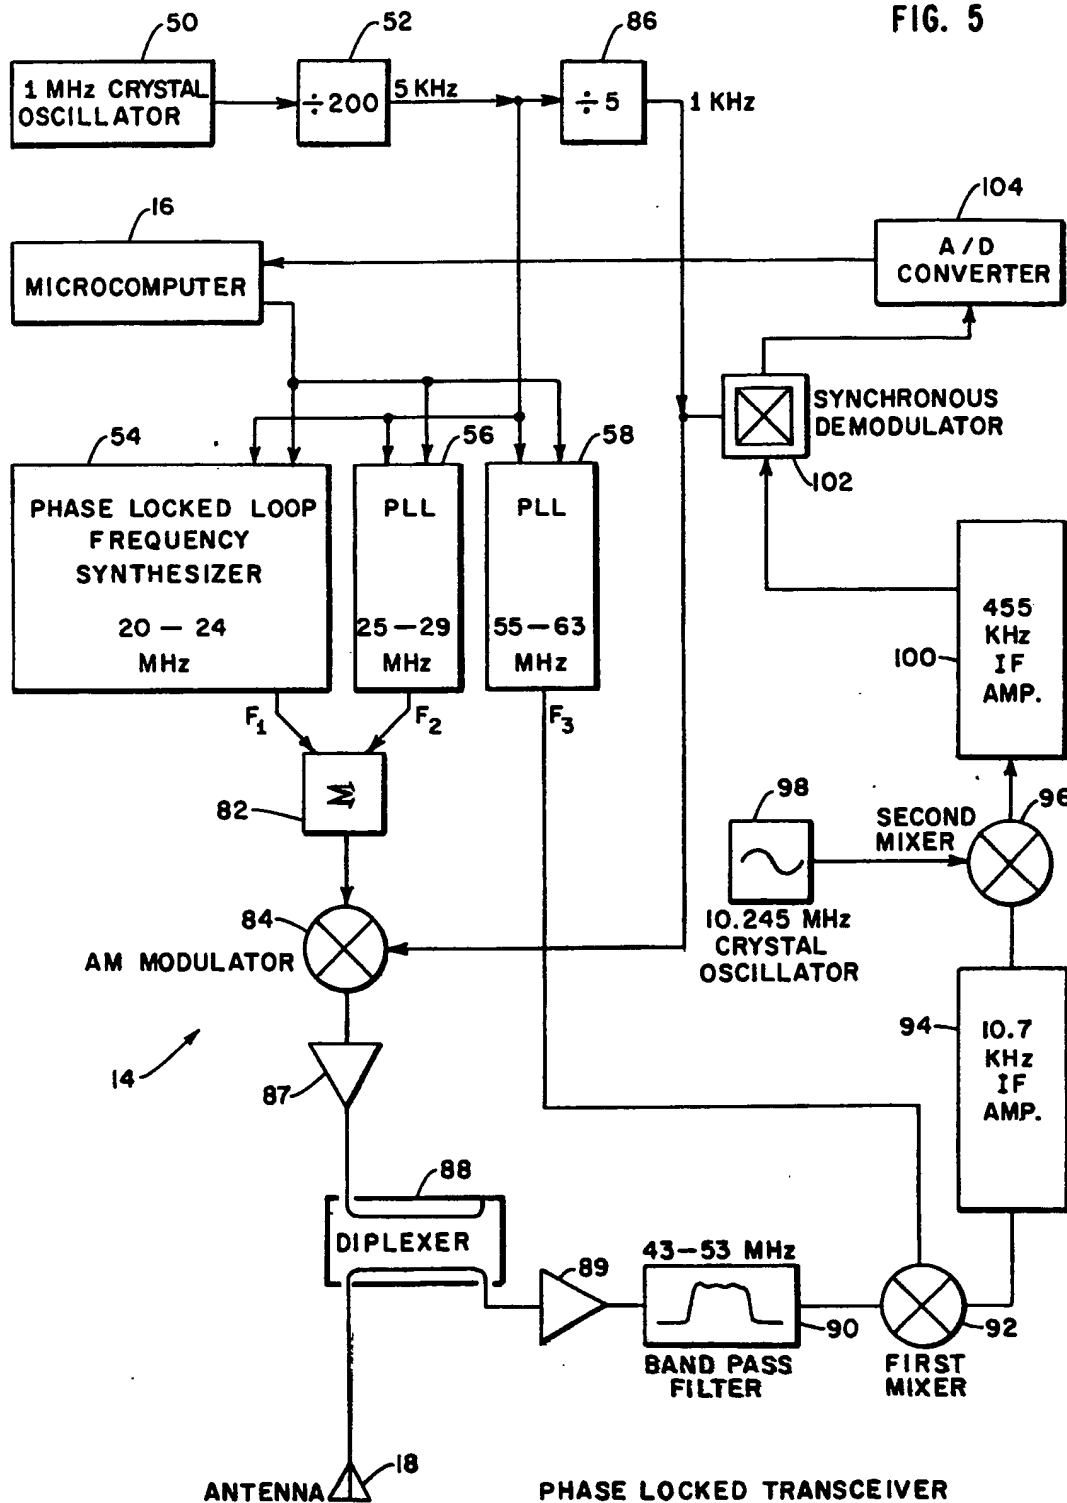 FIG. 5
50
52
86
1 MHz CRYSTAL
OSCILLATOR
÷200
5 KHz
÷5
1 KHz
16
104
MICROCOMPUTER
A/D
CONVERTER
SYNCHRONOUS
DEMODULATOR
102
54
56
58
PHASE LOCKED LOOP
FREQUENCY
SYNTHESIZER
20 — 24
MHz
PLL
25—29
MHz
PLL
55—63
MHz
455
KHz
IF
AMP.
100
F1
F2
F3
82
M
98
SECOND
MIXER
96
10.245 MHz
CRYSTAL
OSCILLATOR
84
AM MODULATOR
94
10.7
KHz
IF
AMP.
14
87
88
DIPLEXER
89
43—53 MHz
90
BAND PASS
FILTER
92
FIRST
MIXER
ANTENNA
18
PHASE LOCKED TRANSCEIVER